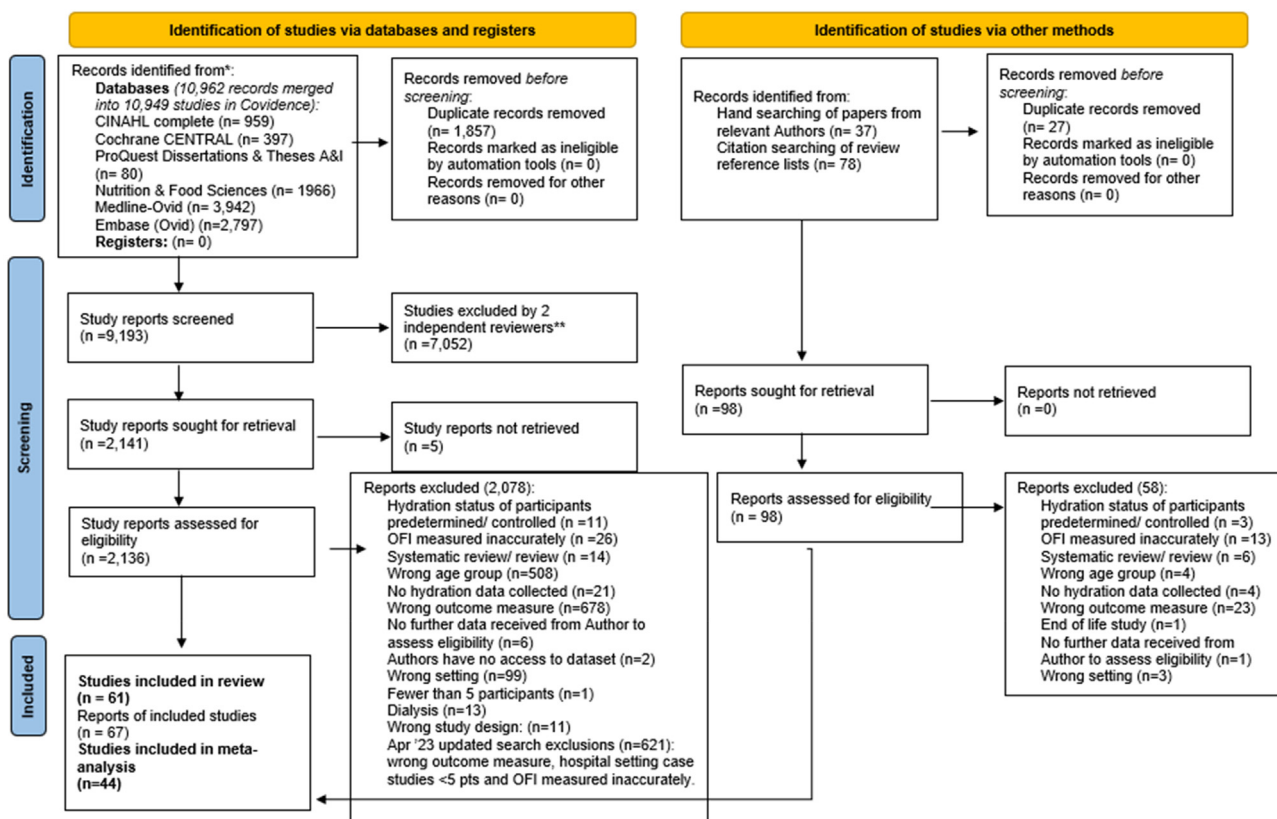 Identification of studies via databases and registers
Identification of studies via other methods
Identification
Records identified from*:
Databases (10,962 records merged
into 10,949 studies in Covidence):
CINAHL complete (n= 959)
Cochrane CENTRAL (n= 397)
ProQuest Dissertations & Theses A&I
(n= 80)
Nutrition & Food Sciences (n= 1966)
Medline-Ovid (n= 3,942)
Embase (Ovid) (n=2,797)
Registers: (n= 0)
Records removed before
screening:
Duplicate records removed
(n= 1,857)
Records marked as ineligible
by automation tools (n= 0)
Records removed for other
reasons (n= 0)
Records identified from:
Hand searching of papers from
relevant Authors (n= 37)
Citation searching of review
reference lists (n= 78)
Records removed before
screening:
Duplicate records removed
(n= 27)
Records marked as ineligible
by automation tools (n= 0)
Records removed for other
reasons (n= 0)
Screening
Study reports screened
(n =9,193)
Studies excluded by 2
independent reviewers**
(n =7,052)
Study reports sought for retrieval
(n =2,141)
Study reports not retrieved
(n =5)
Reports sought for retrieval
(n =98)
Reports not retrieved
(n =0)
Study reports assessed for
eligibility
(n =2,136)
Reports excluded (2,078):
Hydration status of participants
predetermined/ controlled (n =11)
OFI measured inaccurately (n =26)
Systematic review/ review (n =14)
Wrong age group (n=508)
No hydration data collected (n=21)
Wrong outcome measure (n=678)
No further data received from Author to
assess eligibility (n=6)
Authors have no access to dataset (n=2)
Wrong setting (n=99)
Fewer than 5 participants (n=1)
Dialysis (n=13)
Wrong study design: (n=11)
Apr '23 updated search exclusions (n=621):
wrong outcome measure, hospital setting case
studies <5 pts and OFI measured inaccurately.
Reports assessed for eligibility
(n = 98)
Reports excluded (58):
Hydration status of participants
predetermined/ controlled (n =3)
OFI measured inaccurately (n =13)
Systematic review/ review (n =6)
Wrong age group (n=4)
No hydration data collected (n=4)
Wrong outcome measure (n=23)
End of life study (n=1)
No further data received from
Author to assess eligibility (n=1)
Wrong setting (n=3)
Included
Studies included in review
(n = 61)
Reports of included studies
(n = 67)
Studies included in meta-
analysis
(n=44)